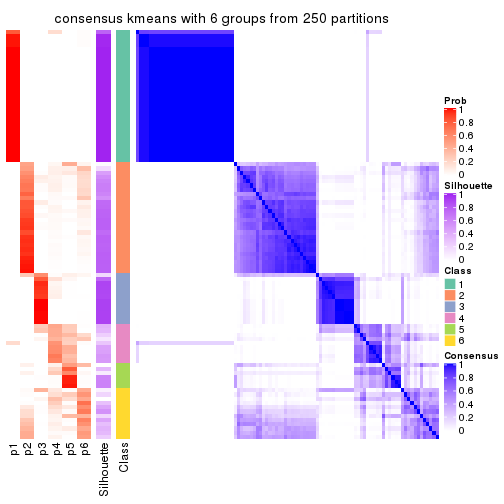 consensus kmeans with 6 groups from 250 partitions
Prob
1
0.8
0.6
0.4
0.2
0
Silhouette
1
0.8
0.6
0.4
0.2
0
Class
1
2
3
4
5
6
Consensus
1
0.8
0.6
0.4
0.2
0
p1
p2
p3
p4
p5
p6
Silhouette
Class